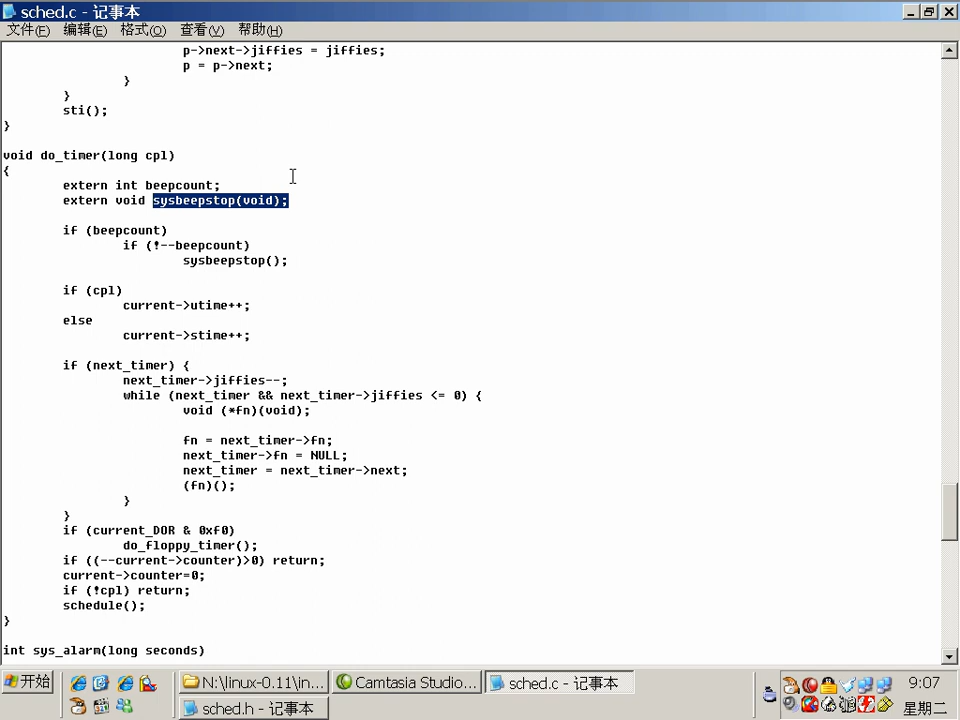 sched.c - 记事本
文件(F) 编辑(E) 格式(O) 查看(V) 帮助(H)
p->next->jiffies = jiffies;
p = p->next;
}
}
sti();
}
void do_timer(long cpl)
{
extern int beepcount;
extern void sysbeepstop(void);
if (beepcount)
if (!--beepcount)
sysbeepstop();
if (cpl)
current->utime++;
else
current->stime++;
if (next_timer) {
next_timer->jiffies--;
while (next_timer && next_timer->jiffies <= 0) {
void (*fn)(void);
fn = next_timer->fn;
next_timer->fn = NULL;
next_timer = next_timer->next;
(fn)();
}
}
if (current_DOR & 0xf0)
do_floppy_timer();
if ((--current->counter)>0) return;
current->counter=0;
if (!cpl) return;
schedule();
}
int sys_alarm(long seconds)
开始 N:\linux-0.11\in... Camtasia Studio... sched.c - 记事本 9:07
sched.h - 记事本 星期二